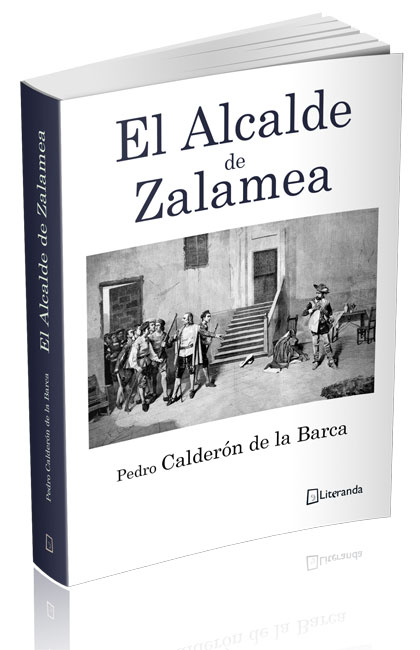 El Alcalde
de
Zalamea
Pedro Calderón de la Barca
Literanda
Pedro Calderón de la Barca El Alcalde de Zalamea
Literanda